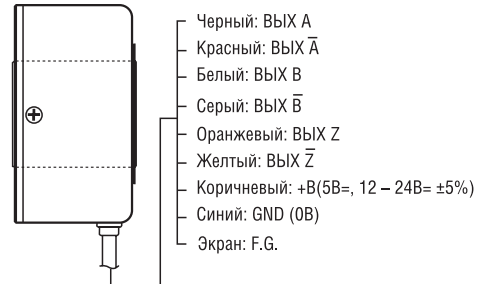 Черный: ВЫХ A
Красный: ВЫХ A̅
Белый: ВЫХ B
Серый: ВЫХ B̅
Оранжевый: ВЫХ Z
Желтый: ВЫХ Z̅
Коричневый: +В(5В=, 12 – 24В= ±5%)
Синий: GND (0В)
Экран: F.G.